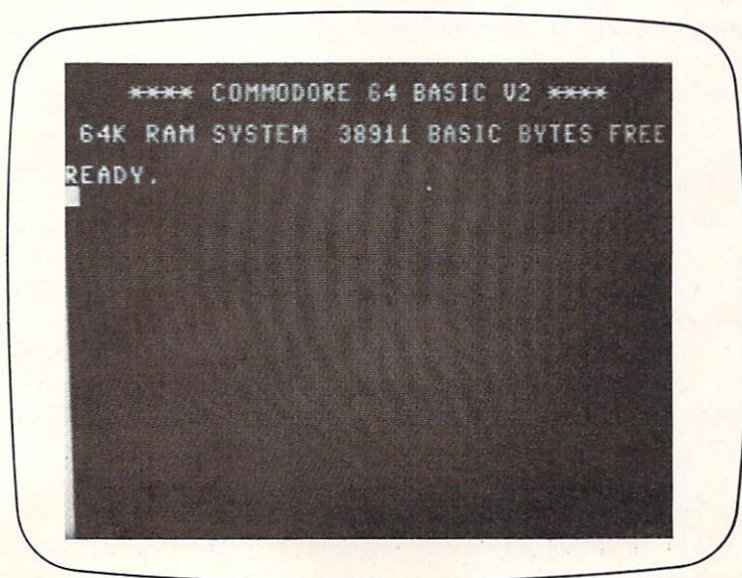 **** COMMODORE 64 BASIC V2 ****
64K RAM SYSTEM  38911 BASIC BYTES FREE
READY.